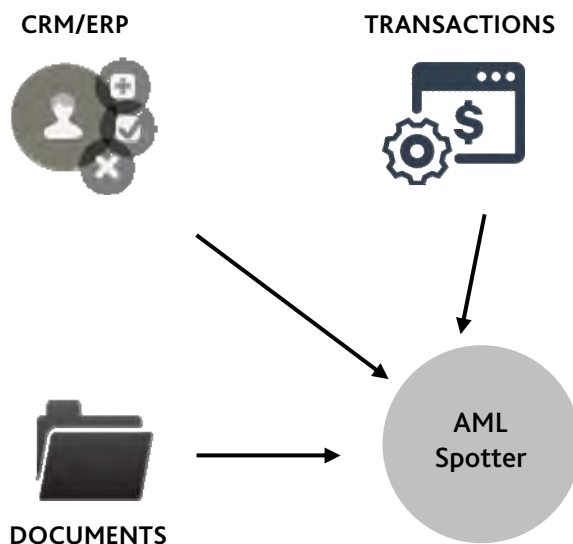 CRM/ERP
TRANSACTIONS
$
AML
Spotter
DOCUMENTS